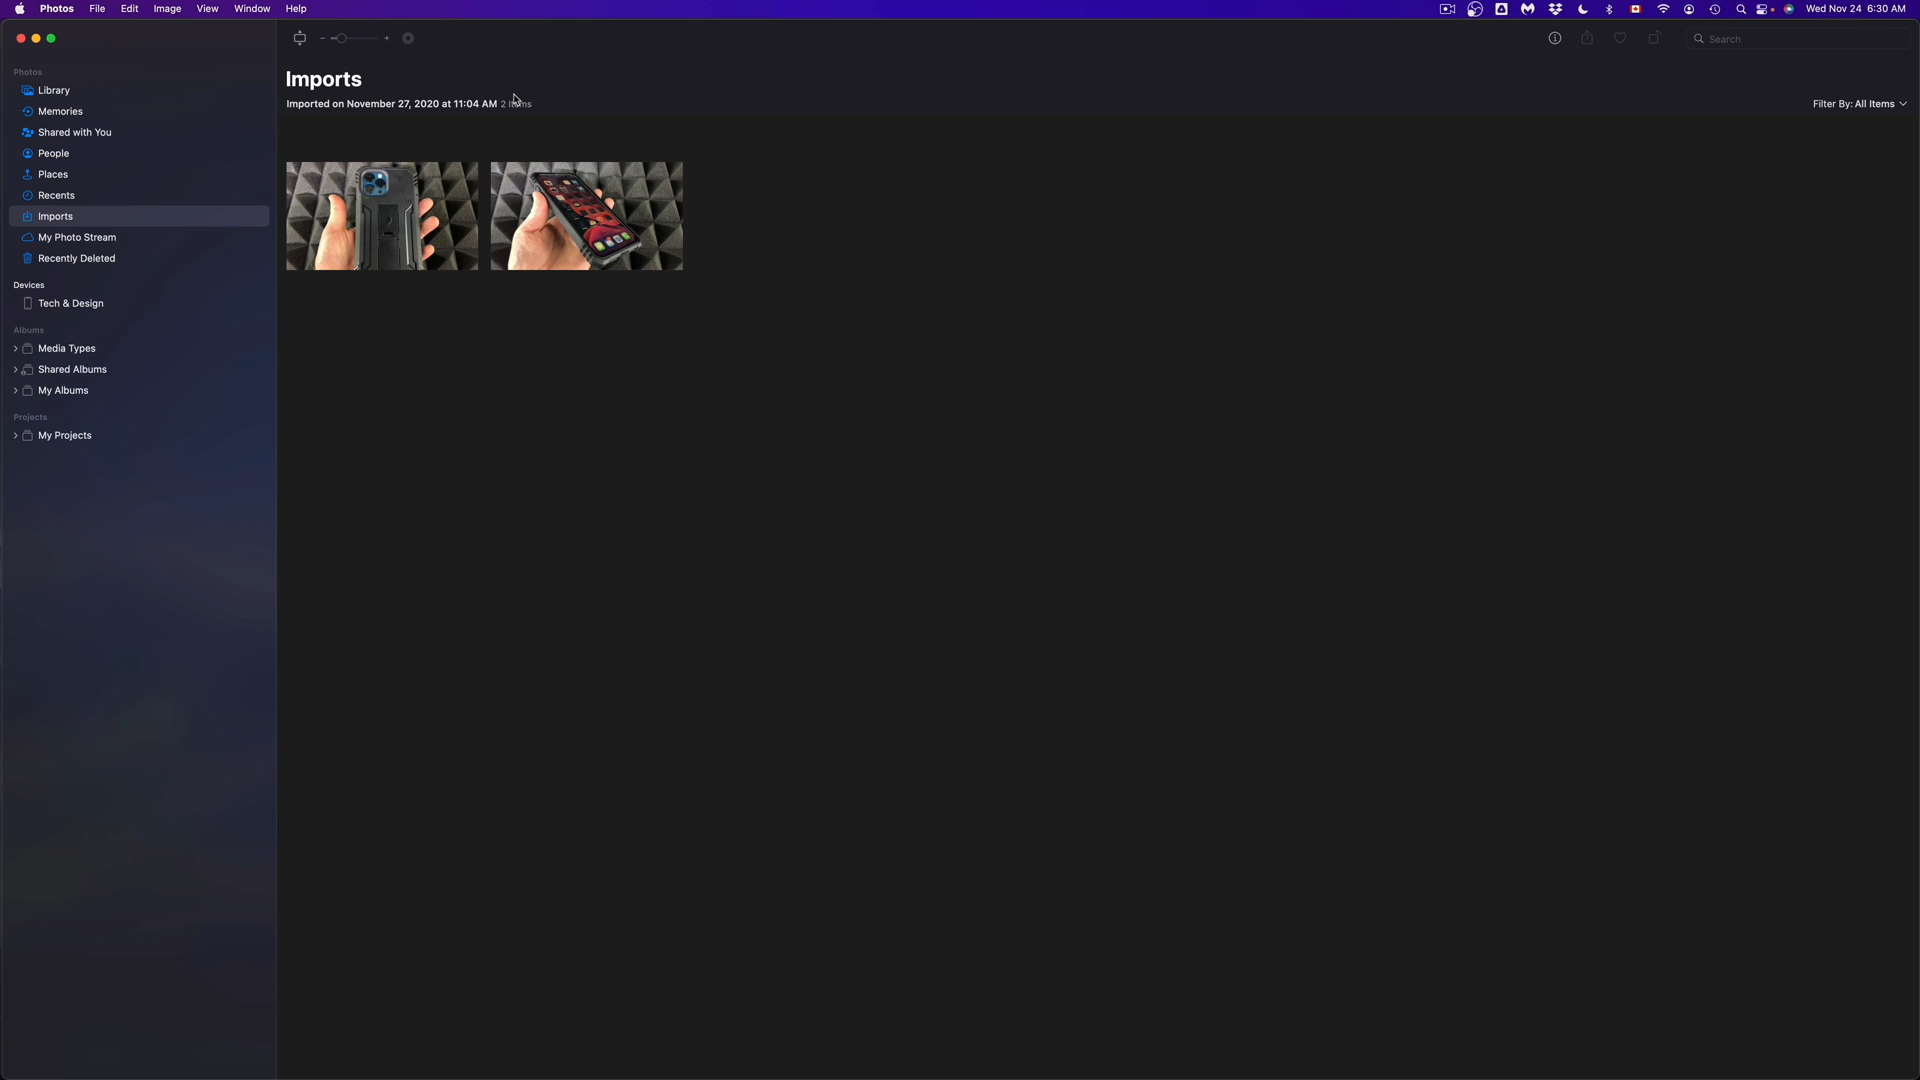 Photos File Edit Image View Window Help Wed Nov 24 6:30 AM
Search
Photos
Library
Memories
Shared with You
People
Places
Recents
Imports
My Photo Stream
Recently Deleted
Devices
Tech & Design
Albums
Media Types
Shared Albums
My Albums
Projects
My Projects
Imports
Imported on November 27, 2020 at 11:04 AM 2 Items
Filter By: All Items